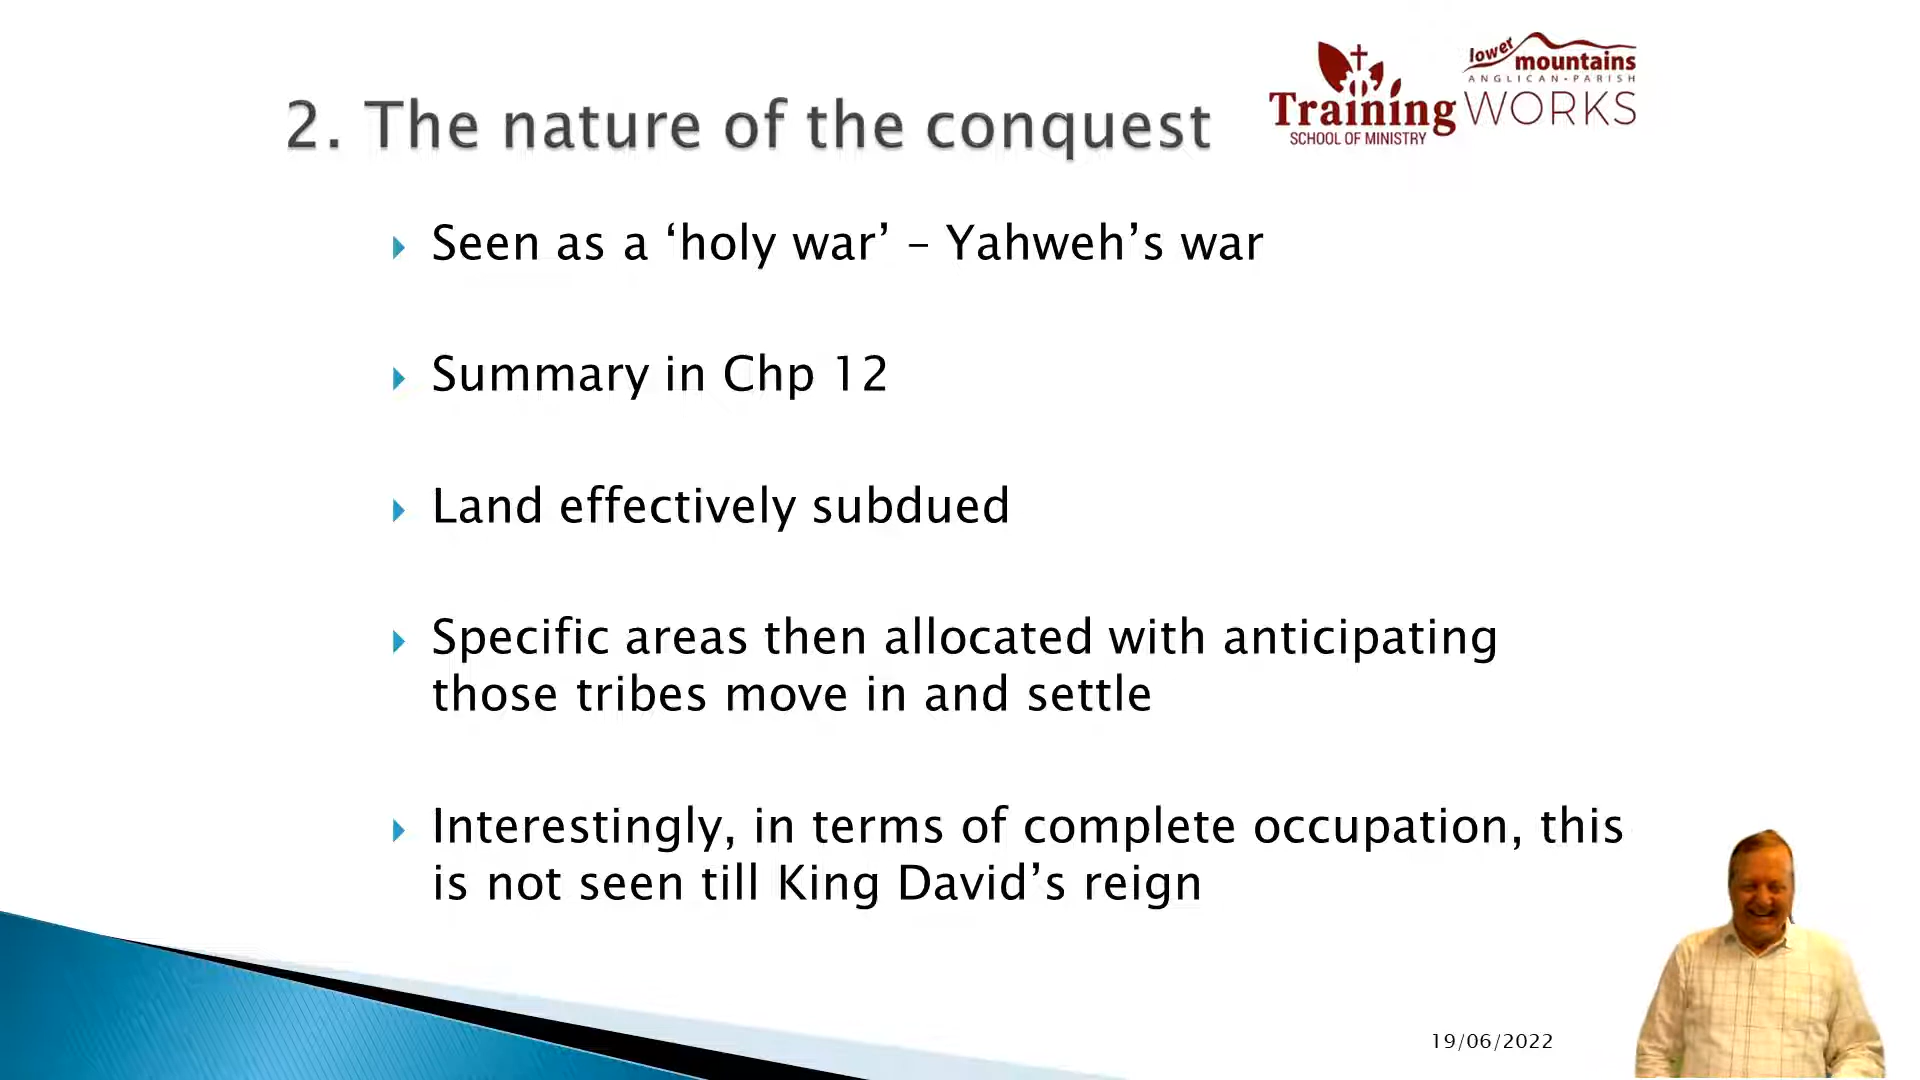 lower
mountains
ANGLICAN·PARISH
Training WORKS
SCHOOL OF MINISTRY
2. The nature of the conquest
Seen as a ‘holy war’ – Yahweh’s war
Summary in Chp 12
Land effectively subdued
Specific areas then allocated with anticipating
those tribes move in and settle
Interestingly, in terms of complete occupation, this
is not seen till King David’s reign
19/06/2022